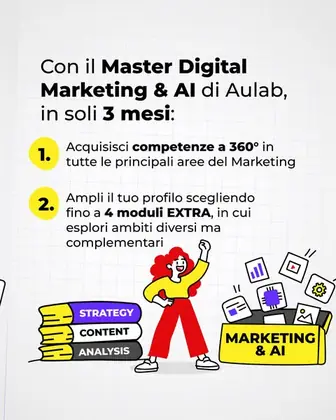 Con il Master Digital
Marketing & AI di Aulab,
in soli 3 mesi:
1.
Acquisisci competenze a 360° in
tutte le principali aree del Marketing
2.
Ampli il tuo profilo scegliendo
fino a 4 moduli EXTRA, in cui
esplori ambiti diversi ma
complementari
STRATEGY
CONTENT
ANALYSIS
MARKETING
& AI